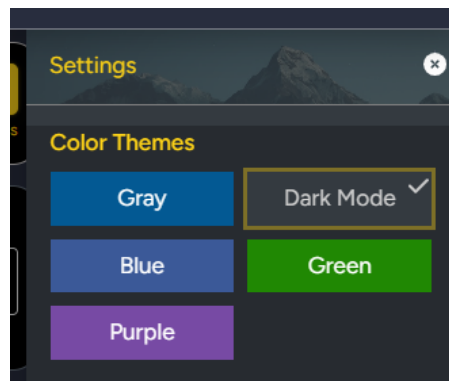 Settings
s
Color Themes
Gray
Dark Mode
Blue
Green
Purple